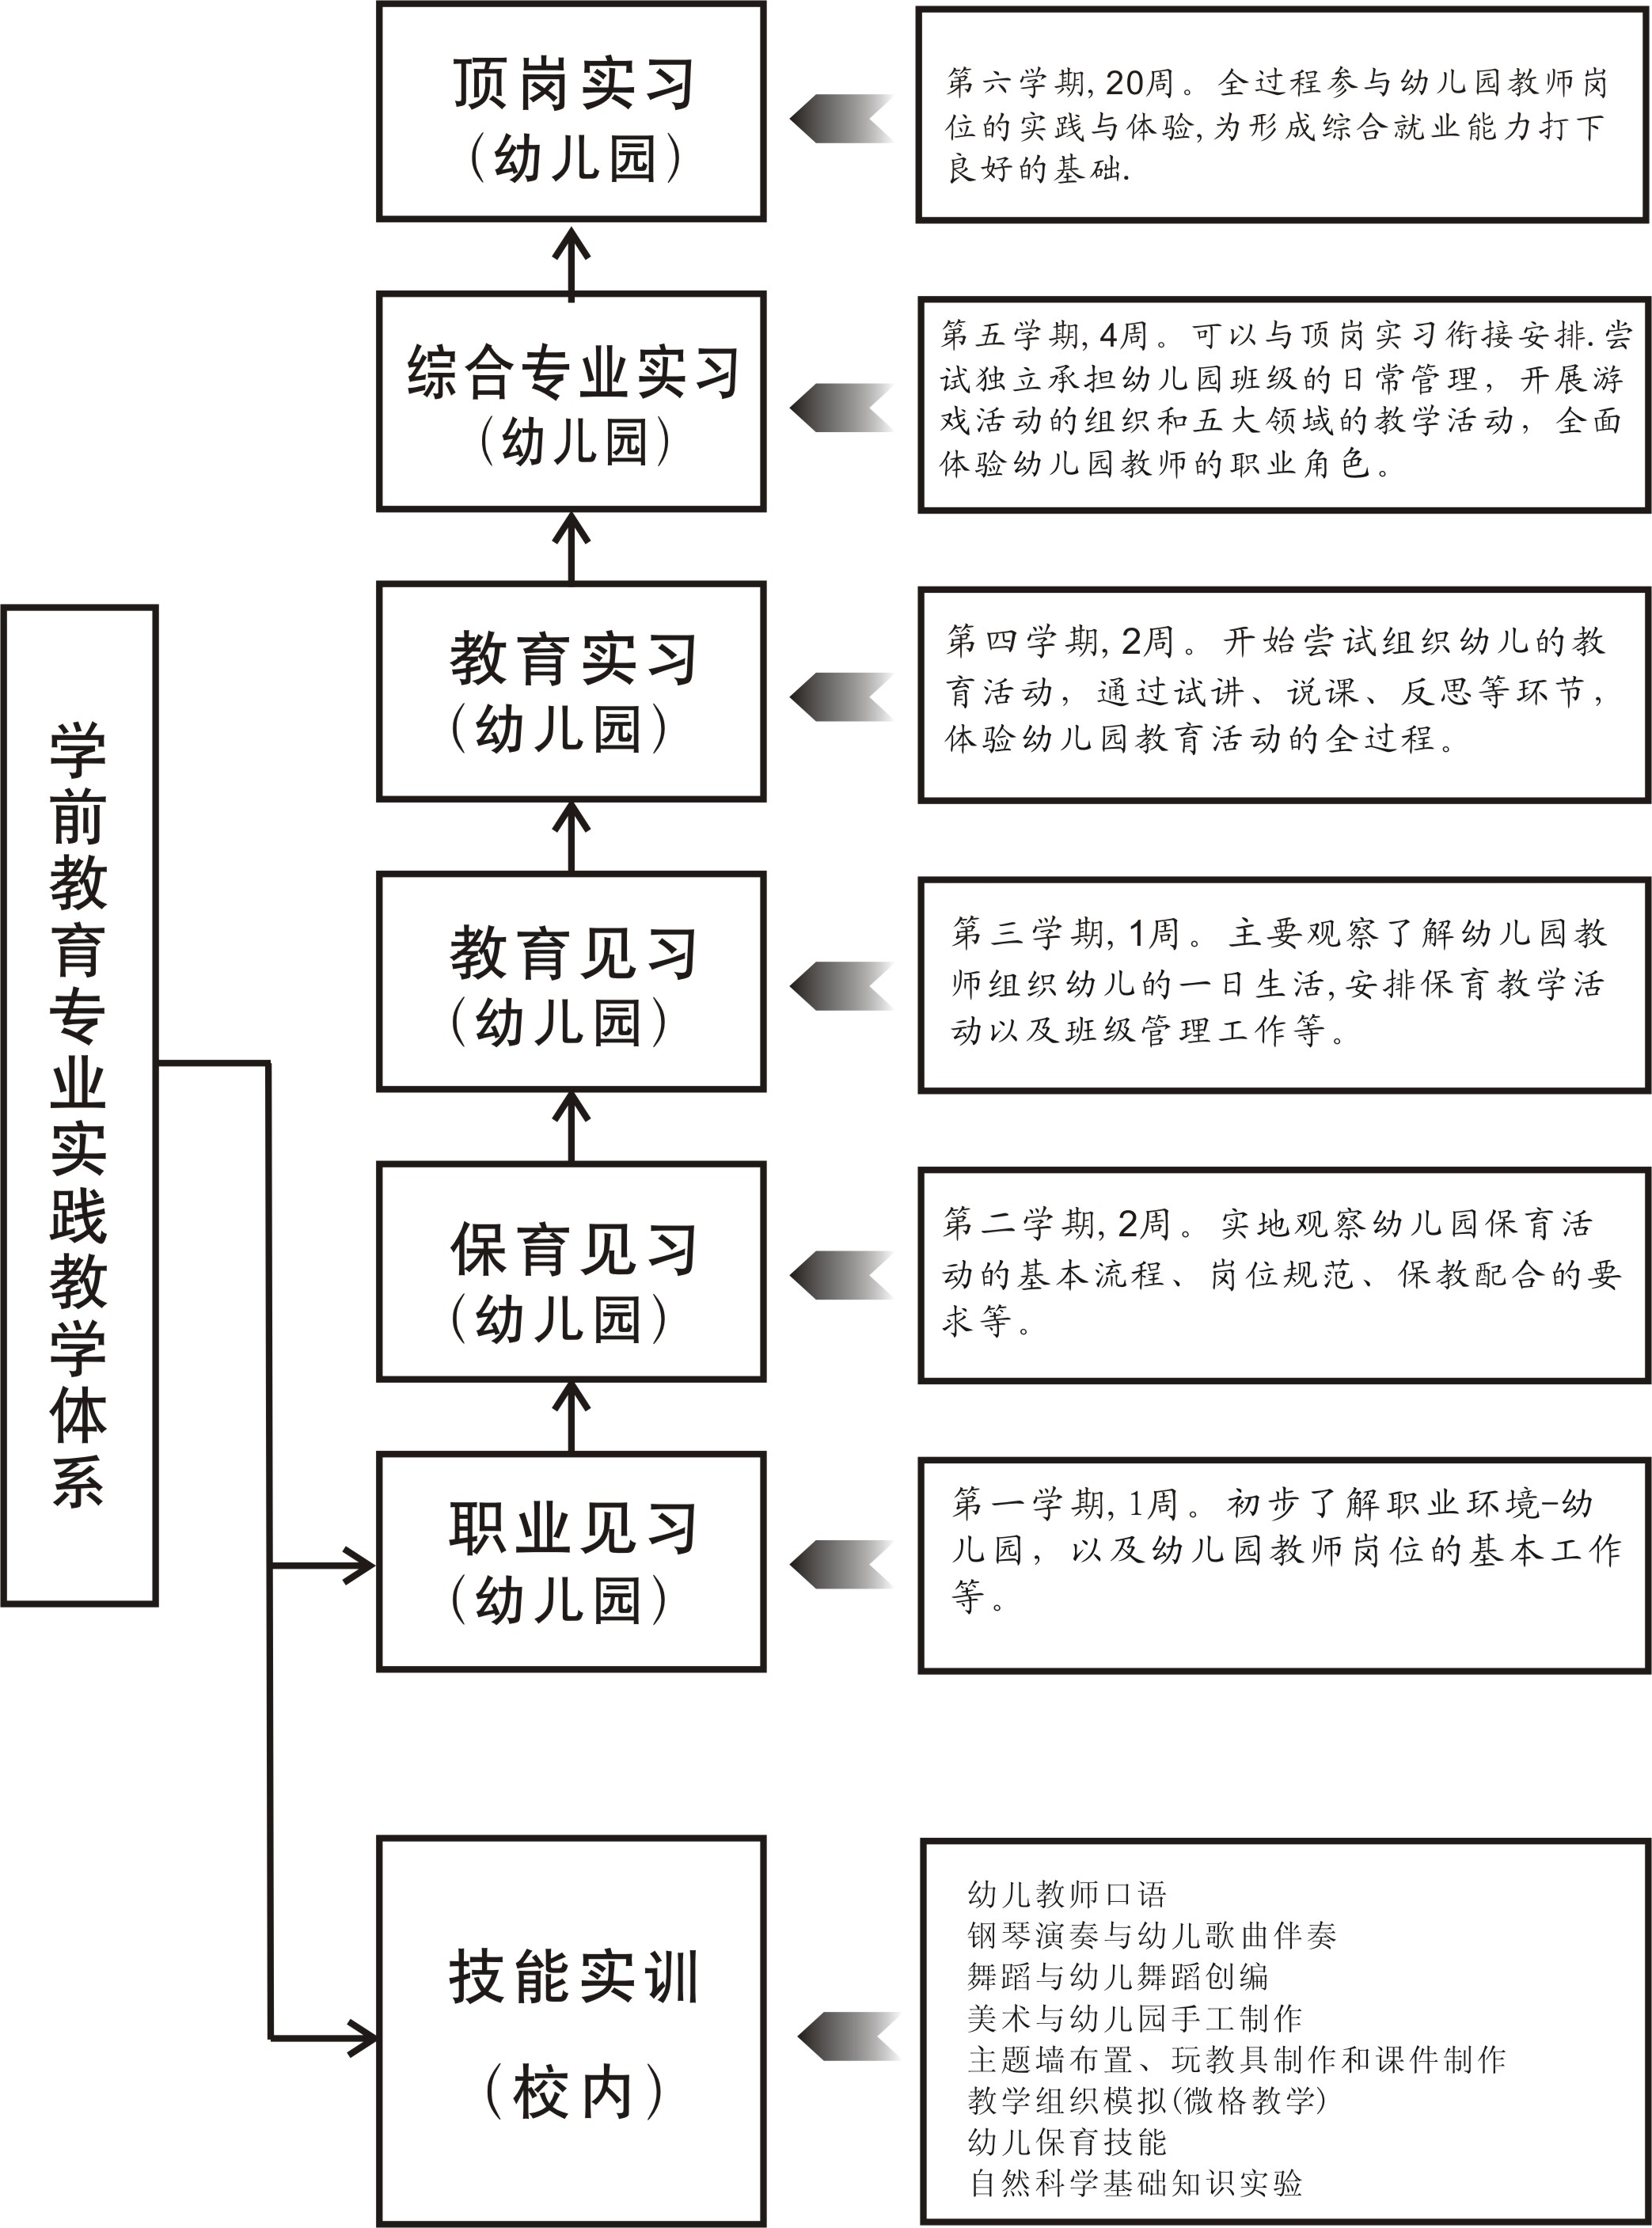 顶岗实习
（幼儿园）
第六学期,20周。全过程参与幼儿园教师岗
位的实践与体验,为形成综合就业能力打下
良好的基础.
综合专业实习
（幼儿园）
第五学期,4周。可以与顶岗实习衔接安排.尝
试独立承担幼儿园班级的日常管理，开展游
戏活动的组织和五大领域的教学活动，全面
体验幼儿园教师的职业角色。
教育实习
（幼儿园）
第四学期,2周。开始尝试组织幼儿的教
育活动，通过试讲、说课、反思等环节，
体验幼儿园教育活动的全过程。
学前教育专业实践教学体系
教育见习
（幼儿园）
第三学期,1周。主要观察了解幼儿园教
师组织幼儿的一日生活,安排保育教学活
动以及班级管理工作等。
保育见习
（幼儿园）
第二学期,2周。实地观察幼儿园保育活
动的基本流程、岗位规范、保教配合的要
求等。
职业见习
（幼儿园）
第一学期,1周。初步了解职业环境-幼
儿园，以及幼儿园教师岗位的基本工作
等。
技能实训
（校内）
幼儿教师口语
钢琴演奏与幼儿歌曲伴奏
舞蹈与幼儿舞蹈创编
美术与幼儿园手工制作
主题墙布置、玩教具制作和课件制作
教学组织模拟(微格教学)
幼儿保育技能
自然科学基础知识实验